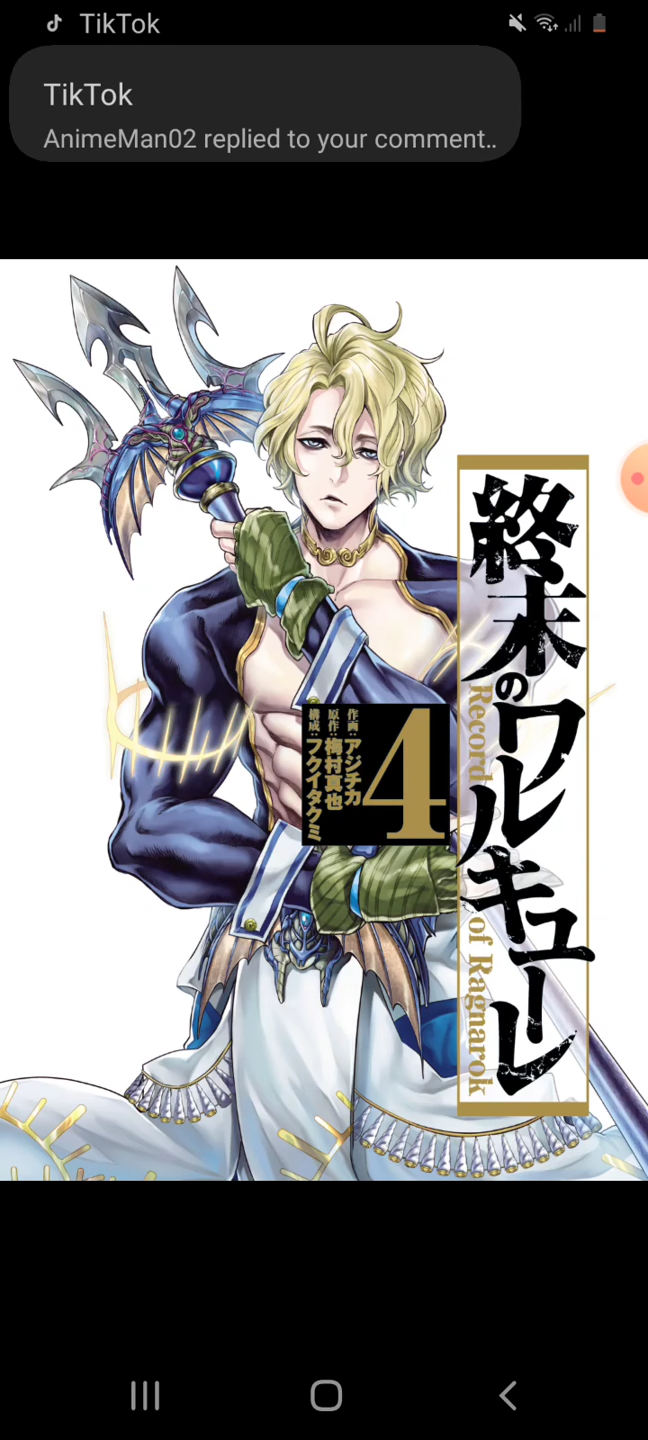 TikTok
TikTok
AnimeMan02 replied to your comment..
終末のワルキューレ
Record of Ragnarok
4
作画:アジチカ
原作:梅村真也
構成:フクイタクミ